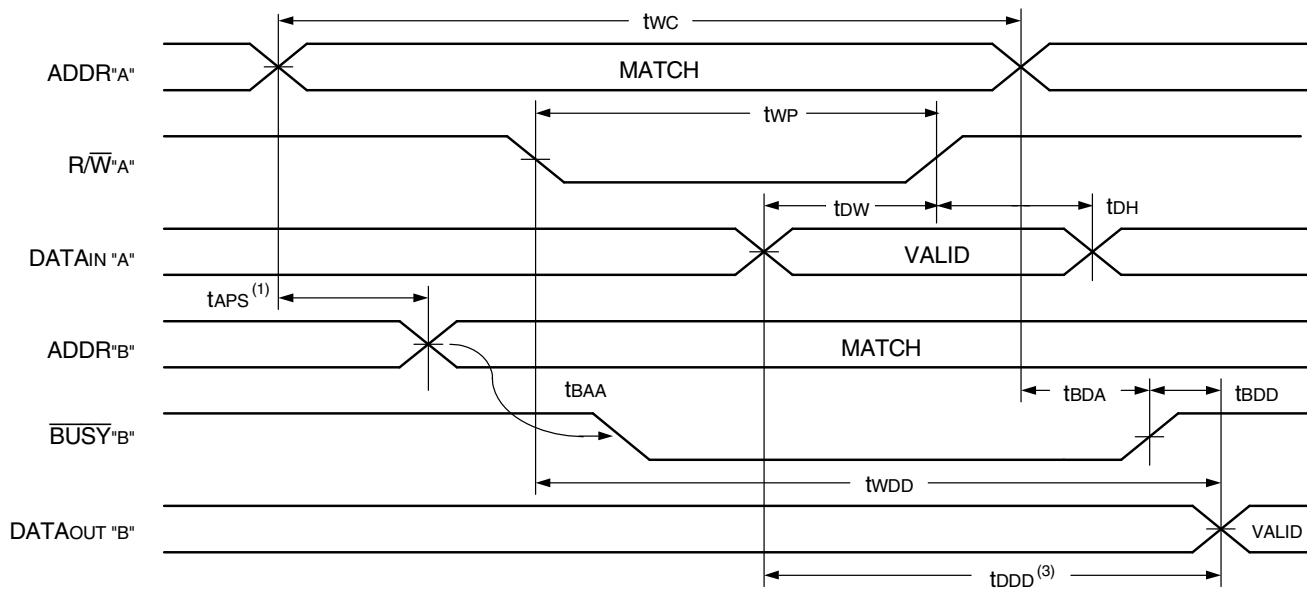 tWC
ADDR"A"
MATCH
tWP
R/W̅"A"
tDW
tDH
DATAIN "A"
VALID
tAPS(1)
ADDR"B"
MATCH
tBAA
tBDA
tBDD
B̅U̅S̅Y̅"B"
tWDD
DATAOUT "B"
VALID
tDDD(3)